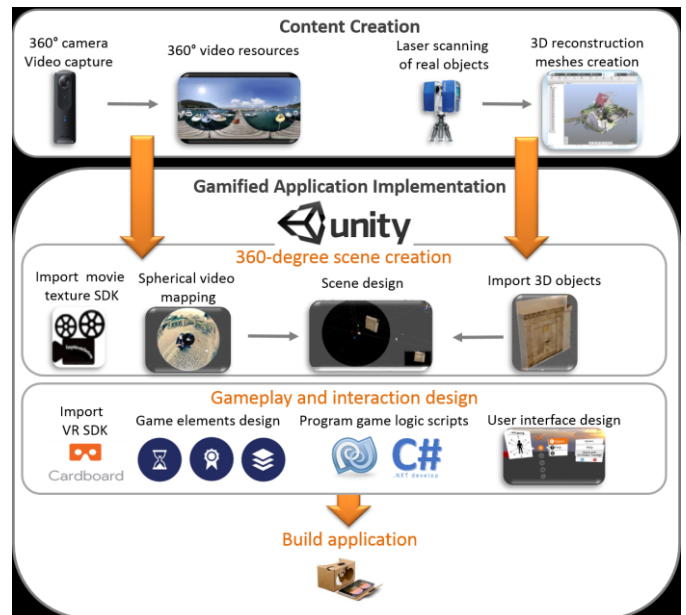 Content Creation
360° camera
Video capture
360° video resources
Laser scanning
of real objects
3D reconstruction
meshes creation
Gamified Application Implementation
unity
360-degree scene creation
Import movie
texture SDK
Spherical video
mapping
Scene design
Import 3D objects
Gameplay and interaction design
Import
VR SDK
Cardboard
Game elements design
Program game logic scripts
C#
.NET develop
User interface design
Build application